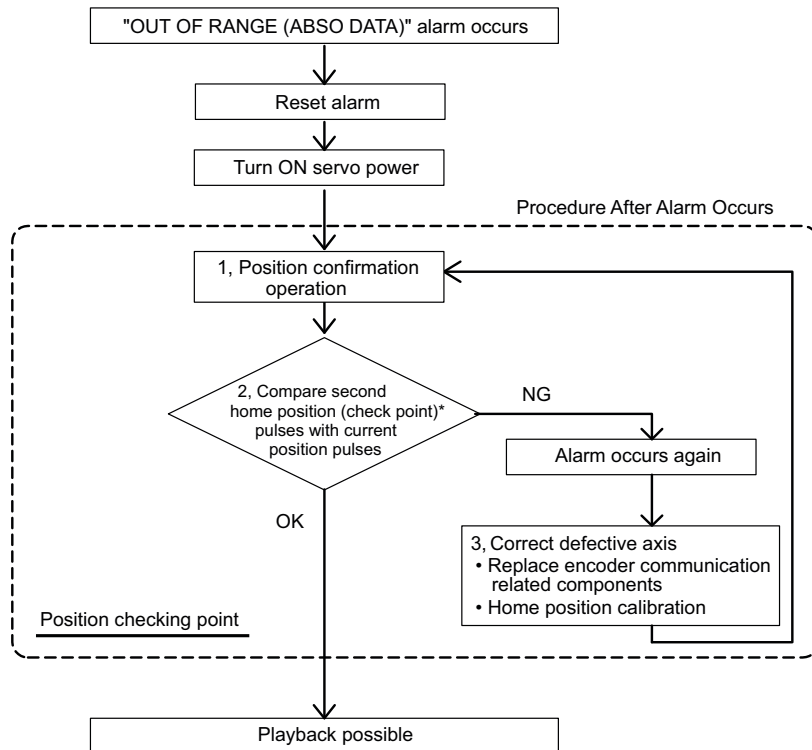 "OUT OF RANGE (ABSO DATA)" alarm occurs
Reset alarm
Turn ON servo power
Procedure After Alarm Occurs
1, Position confirmation
operation
2, Compare second
home position (check point)*
pulses with current
position pulses
NG
Alarm occurs again
OK
3, Correct defective axis
• Replace encoder communication
related components
• Home position calibration
Position checking point
Playback possible